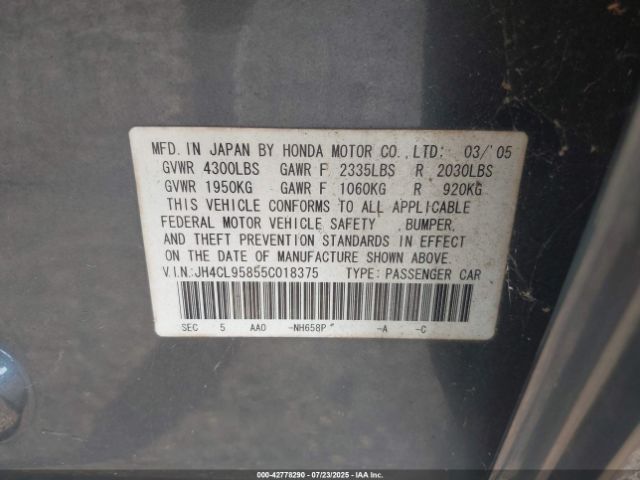 MFD. IN JAPAN BY HONDA MOTOR CO.,LTD: 03/'05
GVWR 4300LBS GAWR F 2335LBS R 2030LBS
GVWR 1950KG GAWR F 1060KG R 920KG
THIS VEHICLE CONFORMS TO ALL APPLICABLE
FEDERAL MOTOR VEHICLE SAFETY ,BUMPER,
AND THEFT PREVENTION STANDARDS IN EFFECT
ON THE DATE OF MANUFACTURE SHOWN ABOVE.
V.I.N.:JH4CL95855C018375 TYPE:PASSENGER CAR
SEC 5 AAO -NH658P -A -C
000-42778290 - 07/23/2025 - IAAI.COM